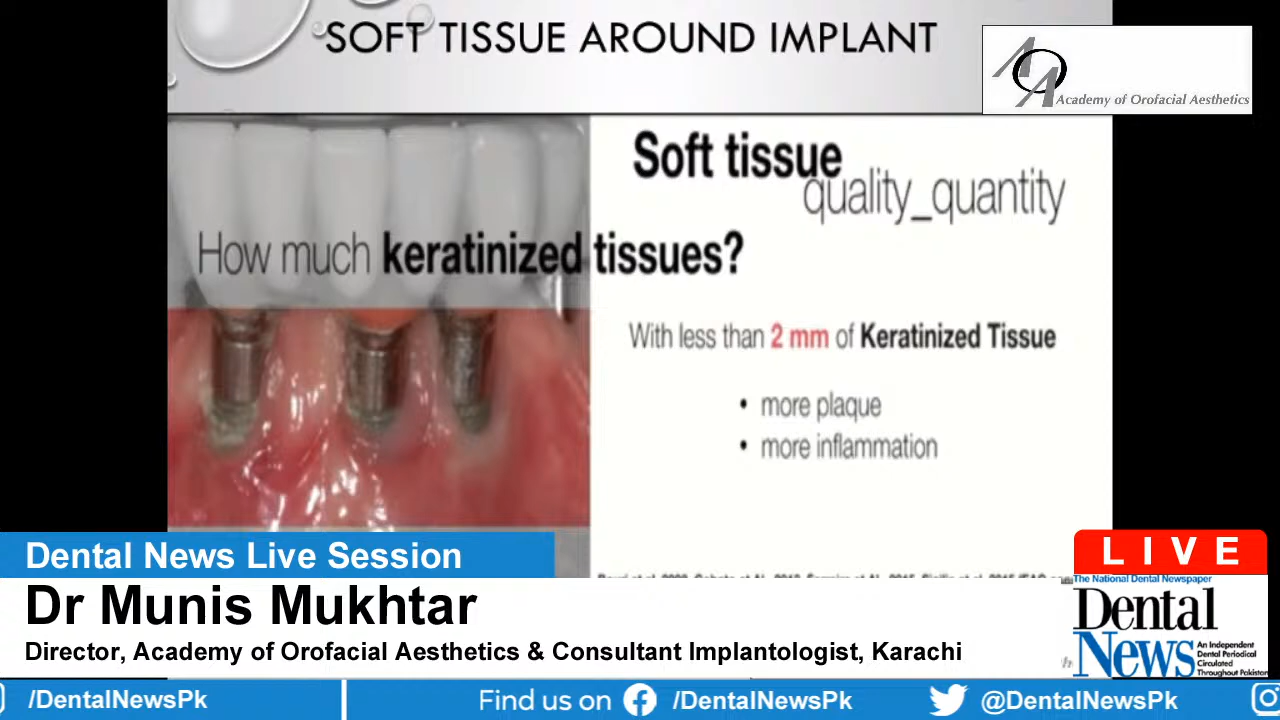 SOFT TISSUE AROUND IMPLANT
AOA
Academy of Orofacial Aesthetics
Soft tissue
quality_quantity
How much keratinized tissues?
With less than 2 mm of Keratinized Tissue
• more plaque
• more inflammation
Dental News Live Session
LIVE
Dr Munis Mukhtar
Director, Academy of Orofacial Aesthetics & Consultant Implantologist, Karachi
The National Dental Newspaper
Dental
News
An Independent
Dental Periodical
Circulated
Throughout Pakistan
/DentalNewsPk
Find us on
/DentalNewsPk
@DentalNewsPk